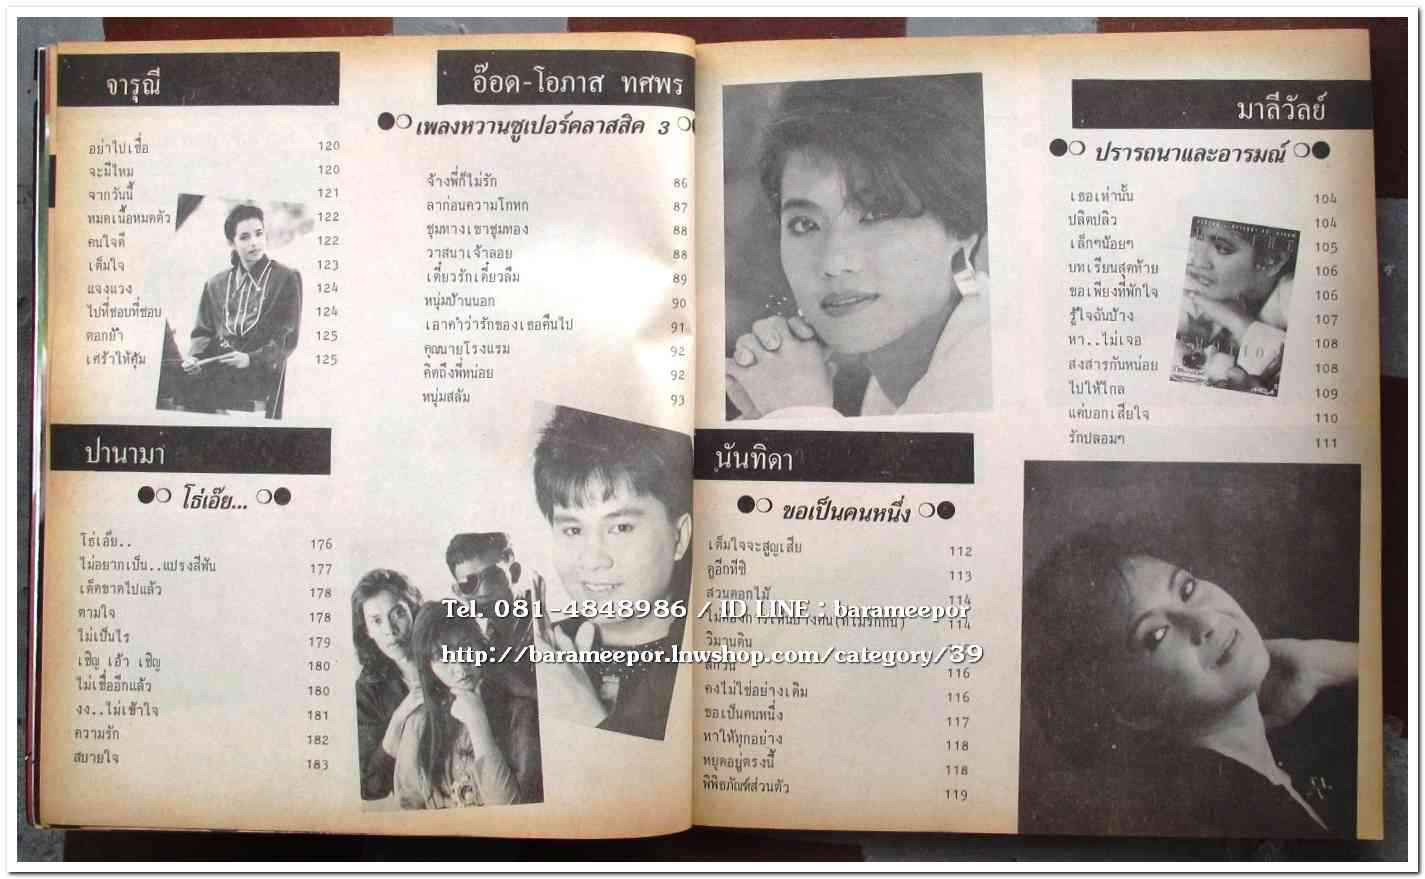 จารุณี
อย่าไปเชื่อ 120
จะมีไหม 120
จากวันนี้ 121
หมดเนื้อหมดตัว 122
คนใจดี 122
เต็มใจ 123
แจงแวง 124
ไปที่ชอบที่ชอบ 124
ตอกย้ำ 125
เศร้าให้คุ้ม 125
อ๊อด-โอภาส ทศพร
เพลงหวานซูเปอร์คลาสสิค 3
จ้างพี่ก็ไม่รัก 86
ลาก่อนความโกหก 87
ชุมทางเขาชุมทอง 88
วาสนาเจ้าลอย 88
เดี๋ยวรักเดี๋ยวลืม 89
หนุ่มบ้านนอก 90
เอาคำว่ารักของเธอคืนไป 91
คุณนายโรงแรม 92
คิดถึงพี่หน่อย 92
หนุ่มสลัม 93
ปานามา
โธ่เอ๊ย...
โธ่เอ๊ย.. 176
ไม่อยากเป็น..แปรงสีฟัน 177
เด็ดขาดไปแล้ว 178
ตามใจ 178
ไม่เป็นไร 179
เชิญ เอ้า เชิญ 180
ไม่เชื่ออีกแล้ว 180
งง..ไม่เข้าใจ 181
ความรัก 182
สบายใจ 183
มาลีวัลย์
ปรารถนาและอารมณ์
เธอเท่านั้น 104
ปลิดปลิว 104
เล็กๆน้อยๆ 105
บทเรียนสุดท้าย 106
ขอเพียงที่พักใจ 106
รู้ใจฉันบ้าง 107
หา..ไม่เจอ 108
สงสารกันหน่อย 108
ไปให้ไกล 109
แค่บอกเสียใจ 110
รักปลอมๆ 111
นันทิดา
ขอเป็นคนหนึ่ง
เต็มใจจะสูญเสีย 112
ดูอีกทีซิ 113
สวนดอกไม้ 114
114
วิมานดิน
116
คงไม่ใช่อย่างเดิม 116
ขอเป็นคนหนึ่ง 117
หาให้ทุกอย่าง 118
หยุดอยู่ตรงนี้ 118
พิพิธภัณฑ์ส่วนตัว 119
Tel. 081-4848986 / ID LINE : barameepor
http://barameepor.lnwshop.com/category/39